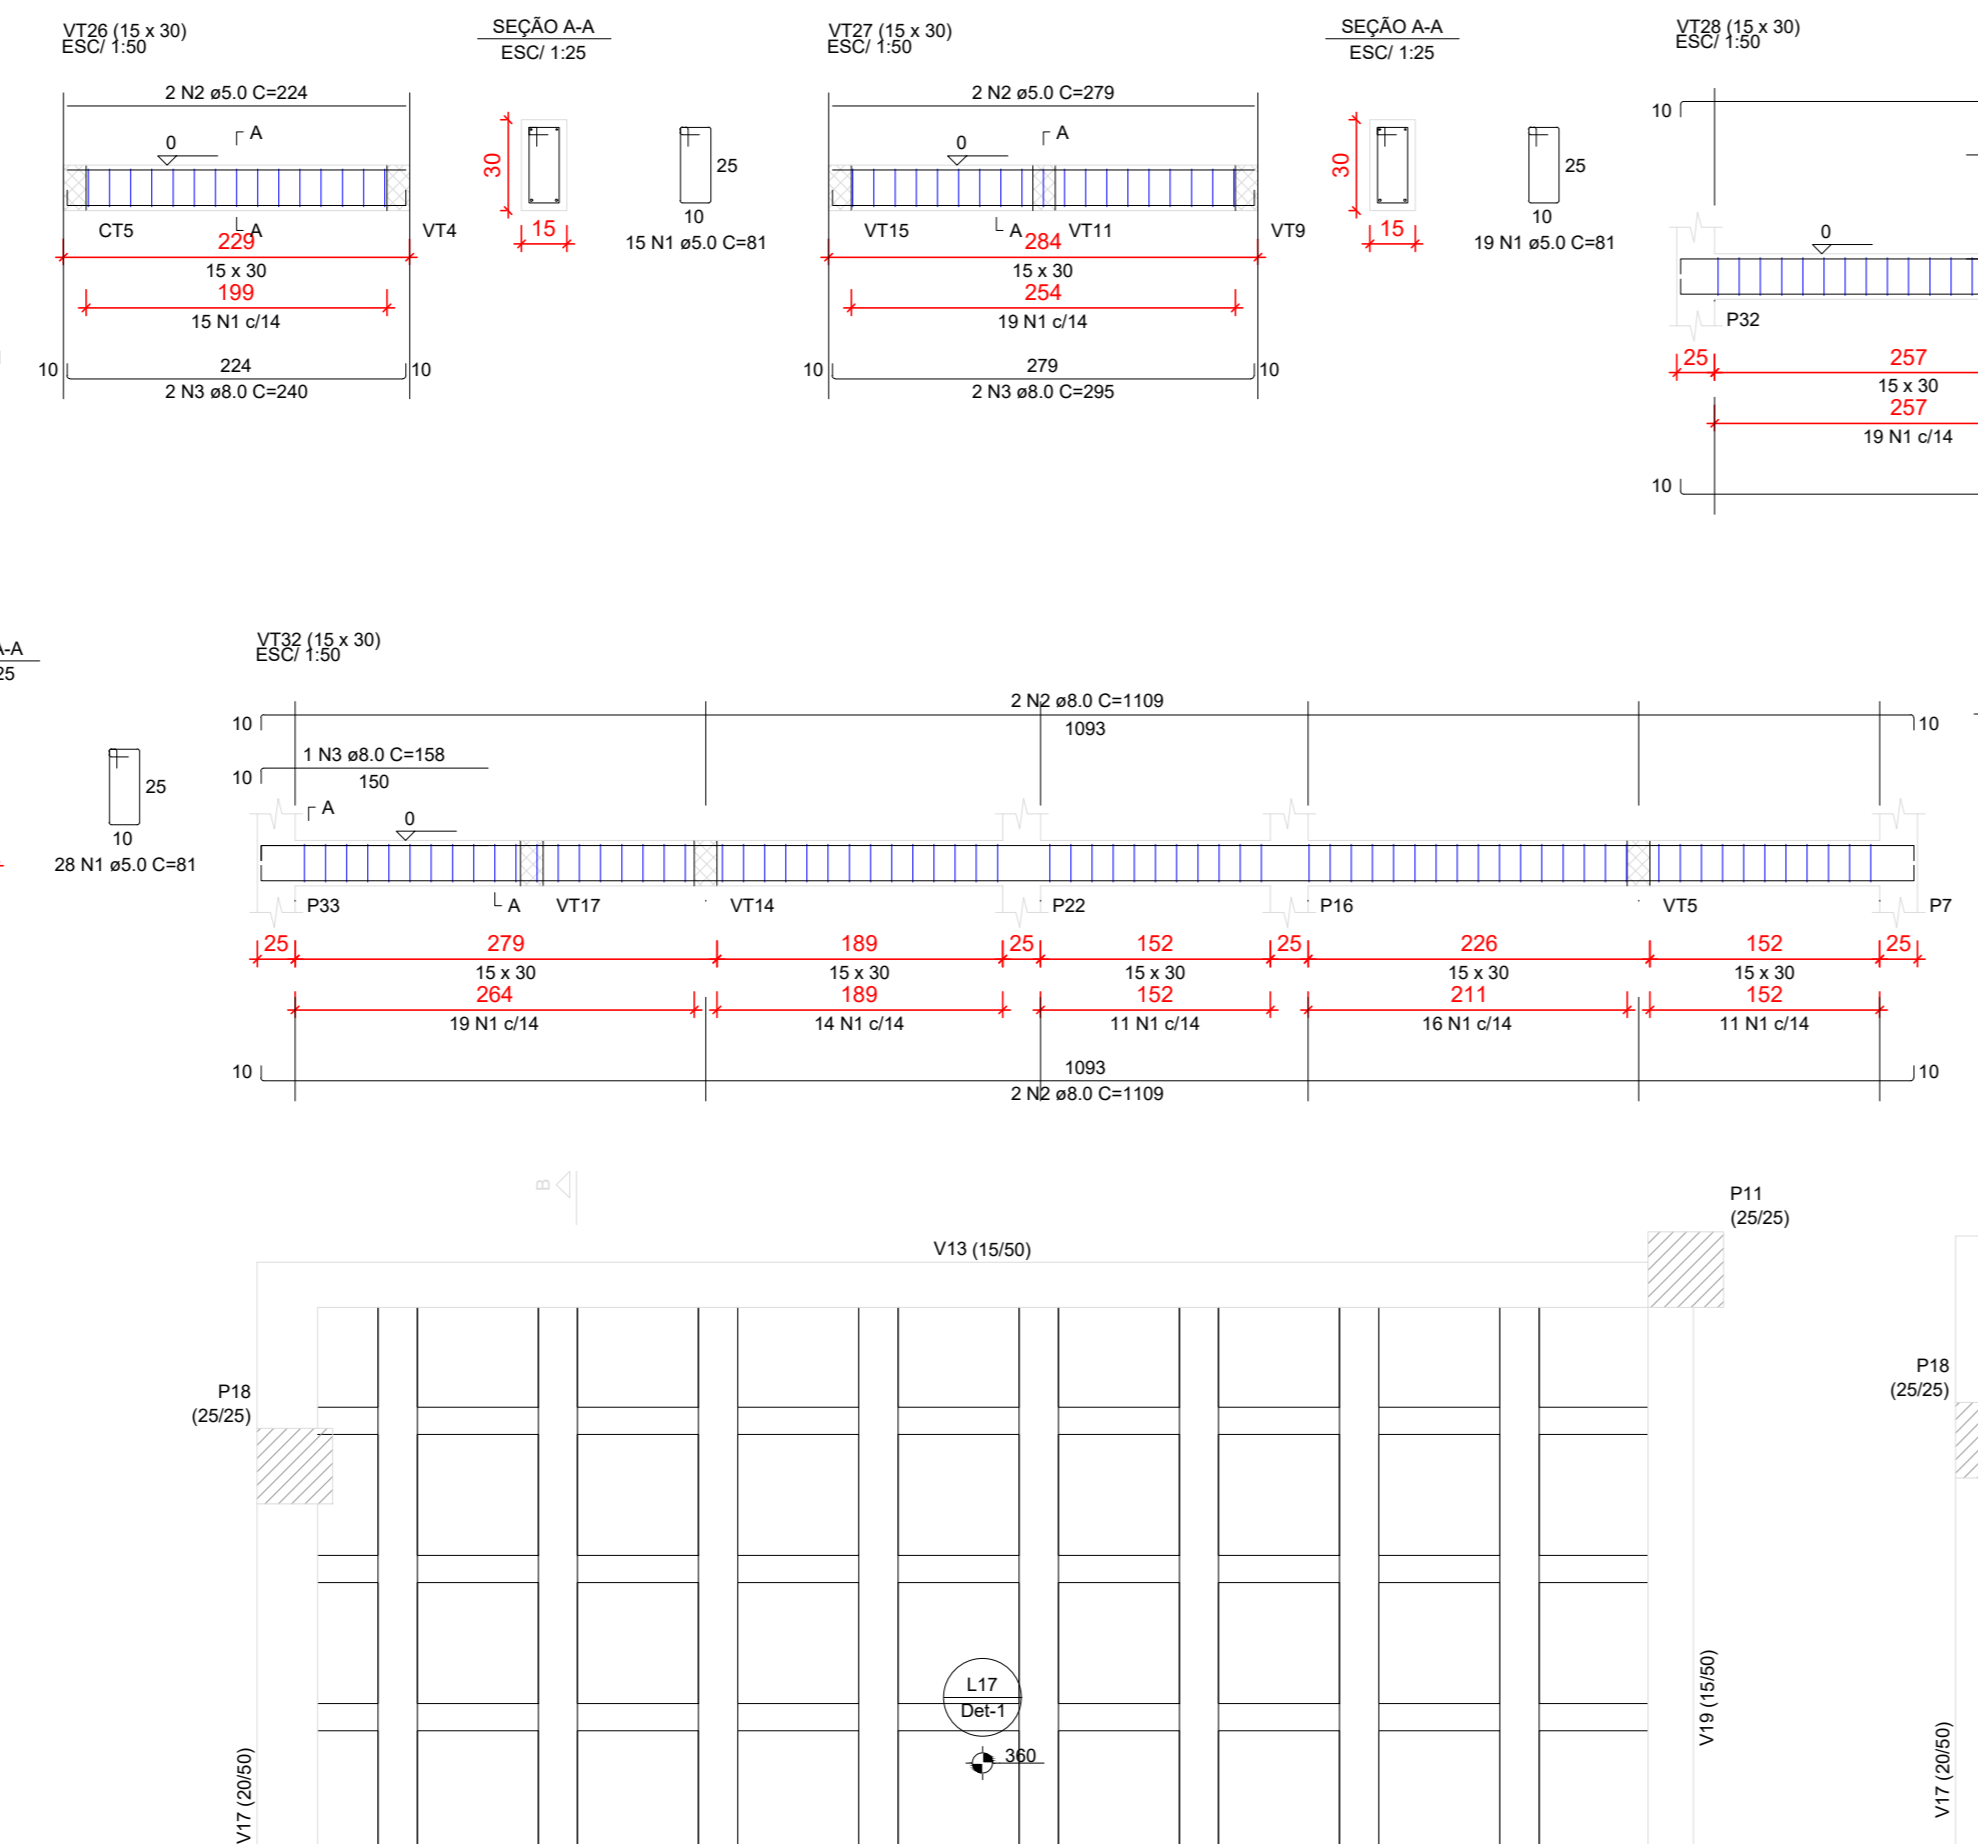 VT26 (15 x 30)
ESC/ 1:50
2 N2 ø5.0 C=224
A
0
CT5
A
VT4
229
15 x 30
199
15 N1 c/14
10
224
10
2 N3 ø8.0 C=240
SEÇÃO A-A
ESC/ 1:25
30
15
25
10
15 N1 ø5.0 C=81
VT27 (15 x 30)
ESC/ 1:50
2 N2 ø5.0 C=279
A
0
VT15
A
VT11
VT9
284
15 x 30
254
19 N1 c/14
10
279
10
2 N3 ø8.0 C=295
SEÇÃO A-A
ESC/ 1:25
30
15
25
10
19 N1 ø5.0 C=81
VT28 (15 x 30)
ESC/ 1:50
10
0
P32
25
257
15 x 30
257
19 N1 c/14
10
A-A
25
25
10
28 N1 ø5.0 C=81
VT32 (15 x 30)
ESC/ 1:50
2 N2 ø8.0 C=1109
10
1093
10
1 N3 ø8.0 C=158
10
150
A
0
P33
A
VT17
VT14
P22
P16
VT5
P7
25
279
189
25
152
25
226
152
25
15 x 30
15 x 30
15 x 30
15 x 30
15 x 30
264
189
152
211
152
19 N1 c/14
14 N1 c/14
11 N1 c/14
16 N1 c/14
11 N1 c/14
10
1093
10
2 N2 ø8.0 C=1109
B
P11
(25/25)
V13 (15/50)
P18
(25/25)
P18
(25/25)
L17
Det-1
360
V19 (15/50)
V17 (20/50)
V17 (20/50)